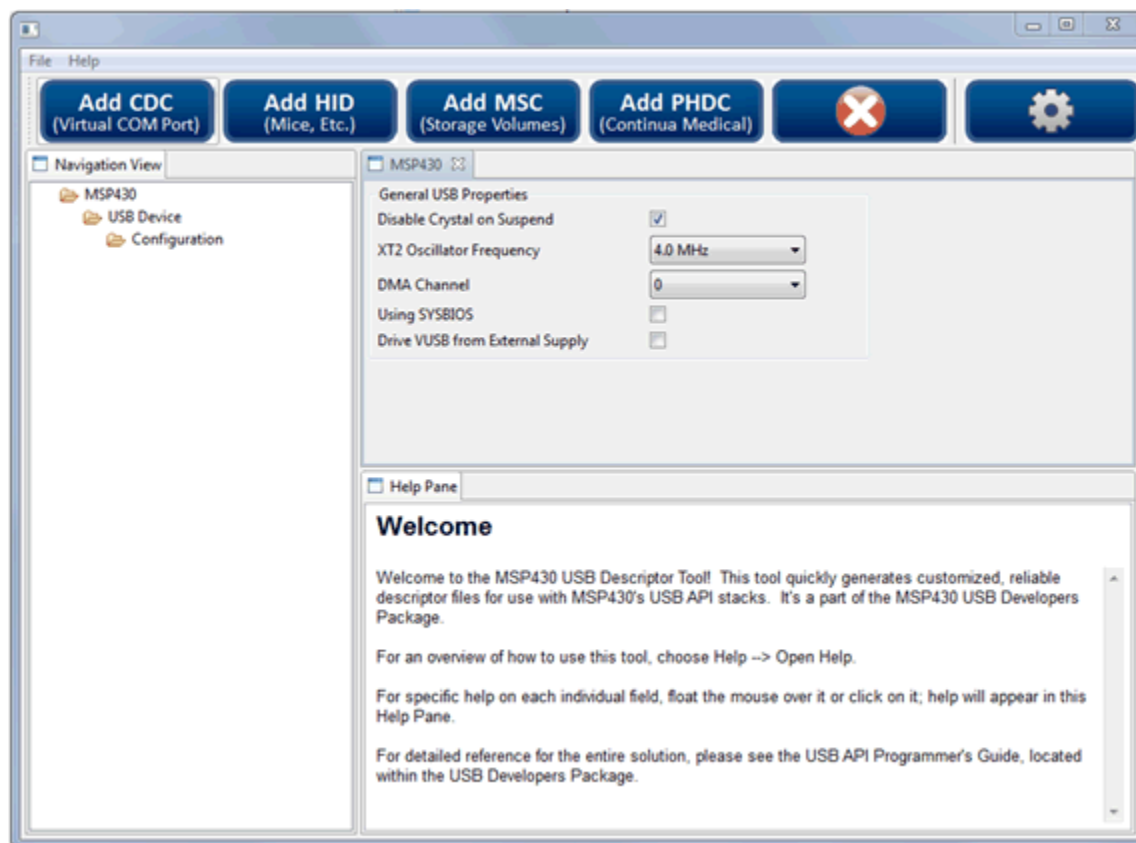 File Help
Add CDC
(Virtual COM Port)
Add HID
(Mice, Etc.)
Add MSC
(Storage Volumes)
Add PHDC
(Continua Medical)
Navigation View
MSP430
USB Device
Configuration
MSP430
General USB Properties
Disable Crystal on Suspend
XT2 Oscillator Frequency
4.0 MHz
DMA Channel
0
Using SYSBIOS
Drive VUSB from External Supply
Help Pane
Welcome
Welcome to the MSP430 USB Descriptor Tool! This tool quickly generates customized, reliable
descriptor files for use with MSP430's USB API stacks. It's a part of the MSP430 USB Developers
Package.
For an overview of how to use this tool, choose Help --> Open Help.
For specific help on each individual field, float the mouse over it or click on it; help will appear in this
Help Pane.
For detailed reference for the entire solution, please see the USB API Programmer's Guide, located
within the USB Developers Package.